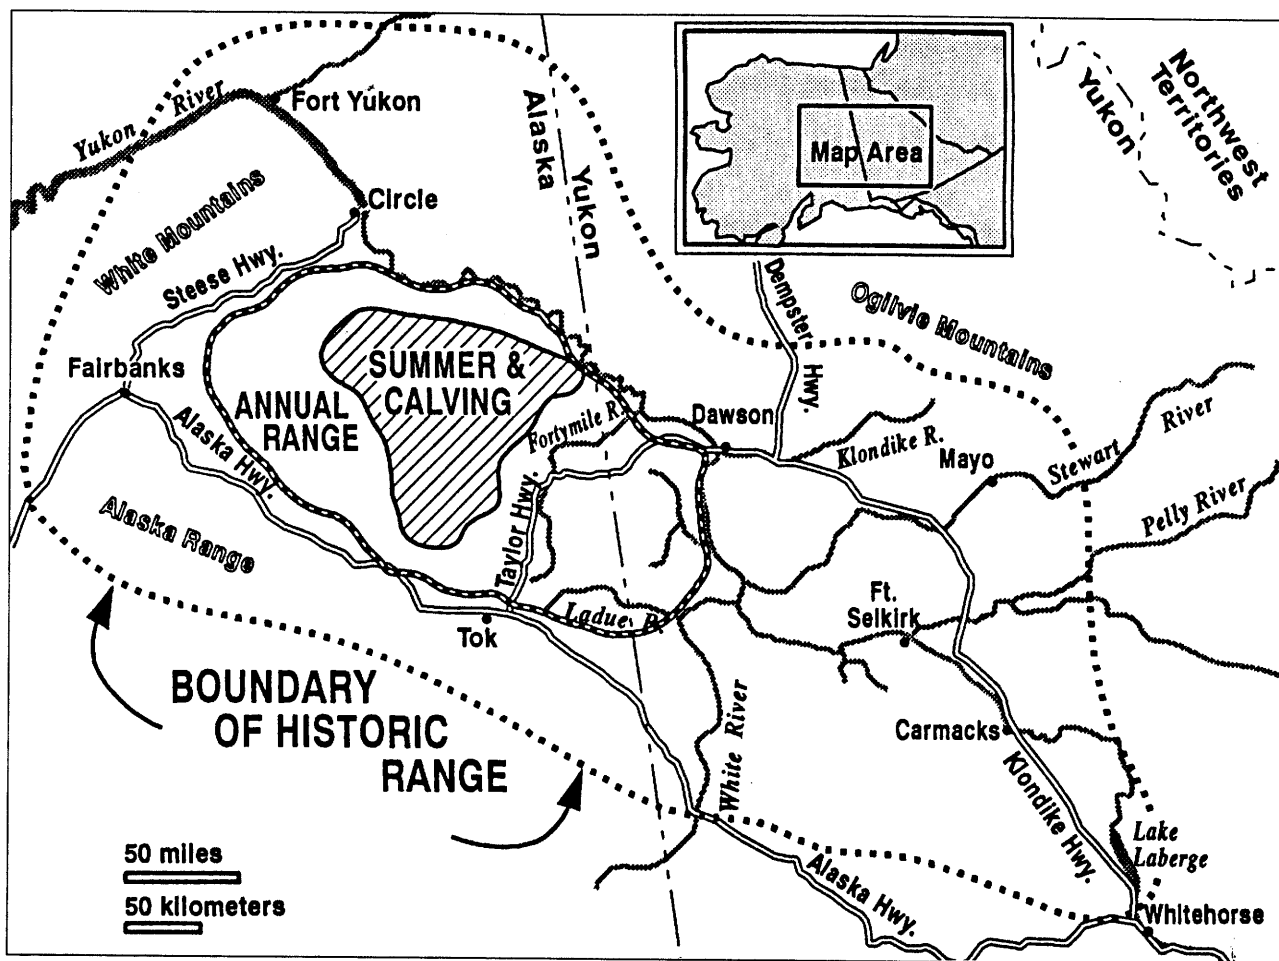 Yukon River
Fort Yukon
Alaska
Yukon
Map Area
Yukon
Northwest
Territories
White Mountains
Circle
Steese Hwy.
Dempster
Hwy.
Ogilvie Mountains
Fairbanks
SUMMER &
CALVING
ANNUAL
RANGE
Alaska Hwy.
Fortymile R.
Dawson
Klondike R.
Mayo
Stewart River
Pelly River
Alaska Range
Taylor Hwy.
Ladue R.
Tok
Ft.
Selkirk
BOUNDARY
OF HISTORIC
RANGE
White River
Carmacks
Klondike Hwy.
Lake
Laberge
Alaska Hwy.
Whitehorse
50 miles
50 kilometers